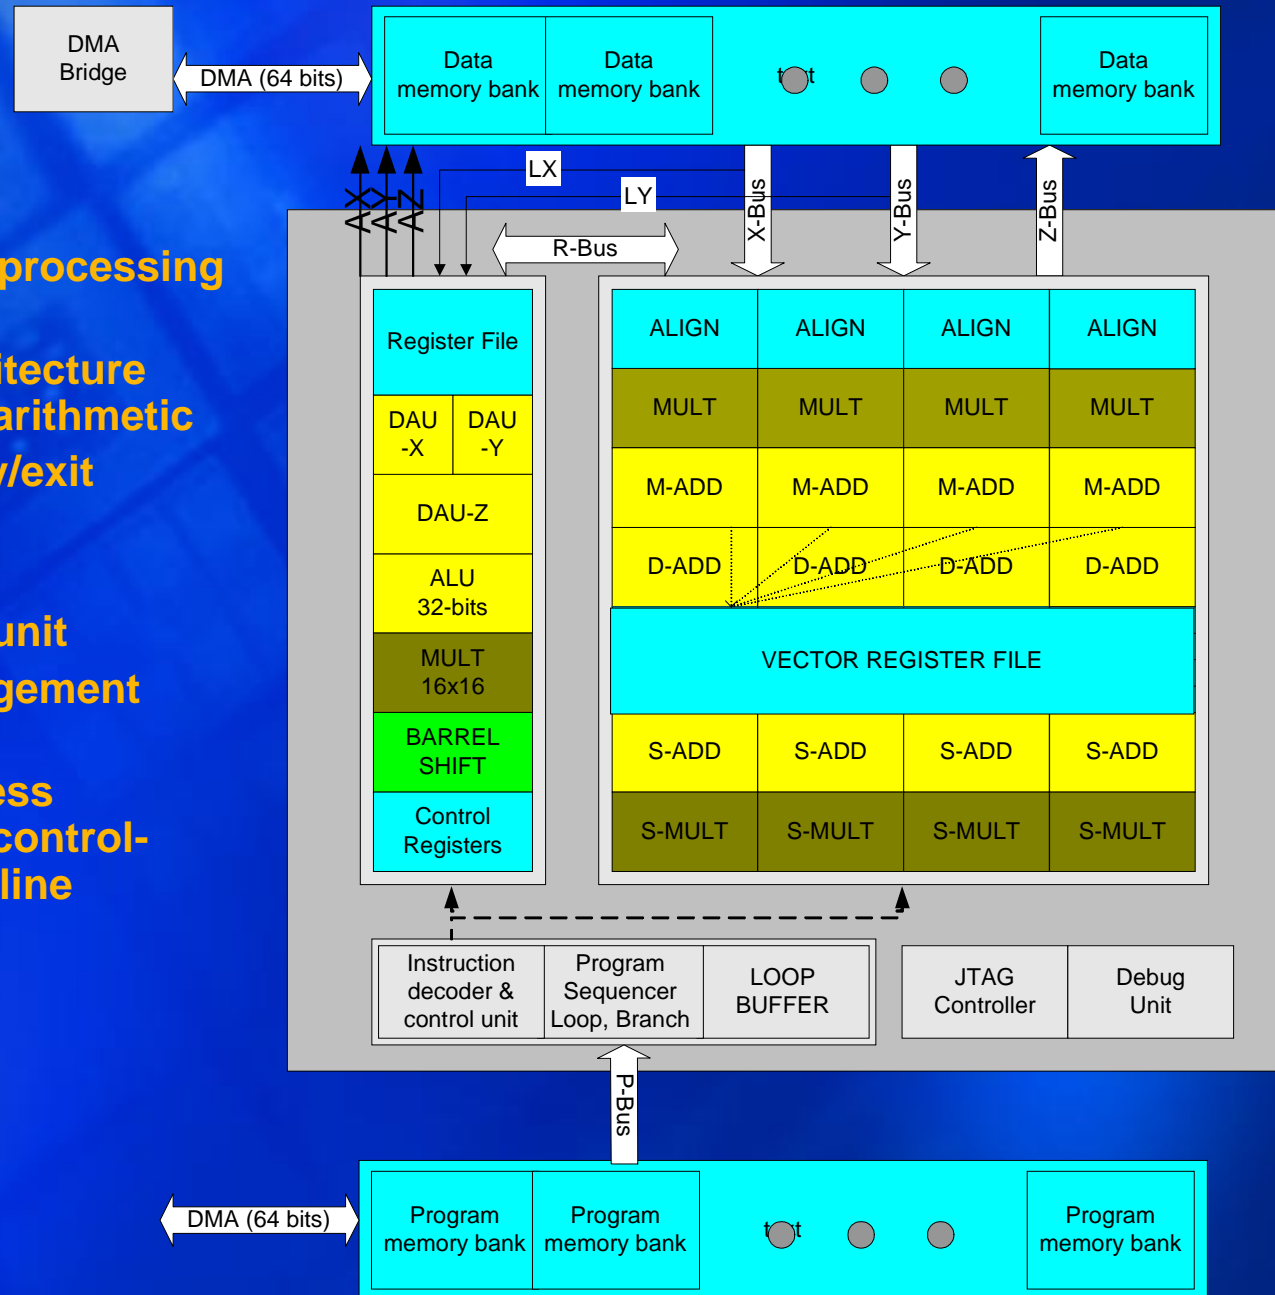 DMA
Bridge
DMA (64 bits)
Data
memory bank
Data
memory bank
Data
memory bank
AX
AY
AZ
LX
LY
X-Bus
Y-Bus
Z-Bus
R-Bus
processing
itecture
arithmetic
y/exit
unit
gement
ess
control-
line
Register File
DAU
-X
DAU
-Y
DAU-Z
ALU
32-bits
MULT
16x16
BARREL
SHIFT
Control
Registers
ALIGN ALIGN ALIGN ALIGN
MULT MULT MULT MULT
M-ADD M-ADD M-ADD M-ADD
D-ADD D-ADD D-ADD D-ADD
VECTOR REGISTER FILE
S-ADD S-ADD S-ADD S-ADD
S-MULT S-MULT S-MULT S-MULT
Instruction
decoder &
control unit
Program
Sequencer
Loop, Branch
LOOP
BUFFER
JTAG
Controller
Debug
Unit
P-Bus
DMA (64 bits)
Program
memory bank
Program
memory bank
Program
memory bank